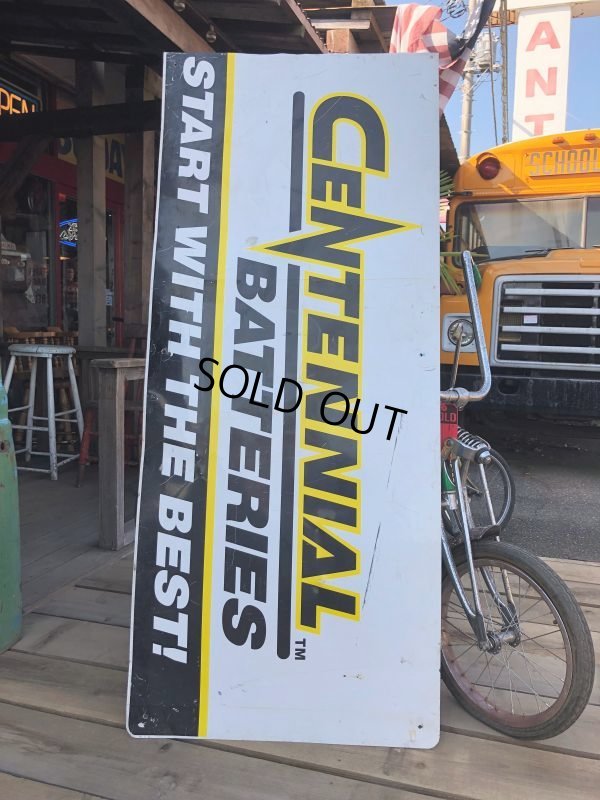 CENTENNIAL
BATTERIES
TM
START WITH THE BEST!
SOLD OUT
ANT
SCHOOL